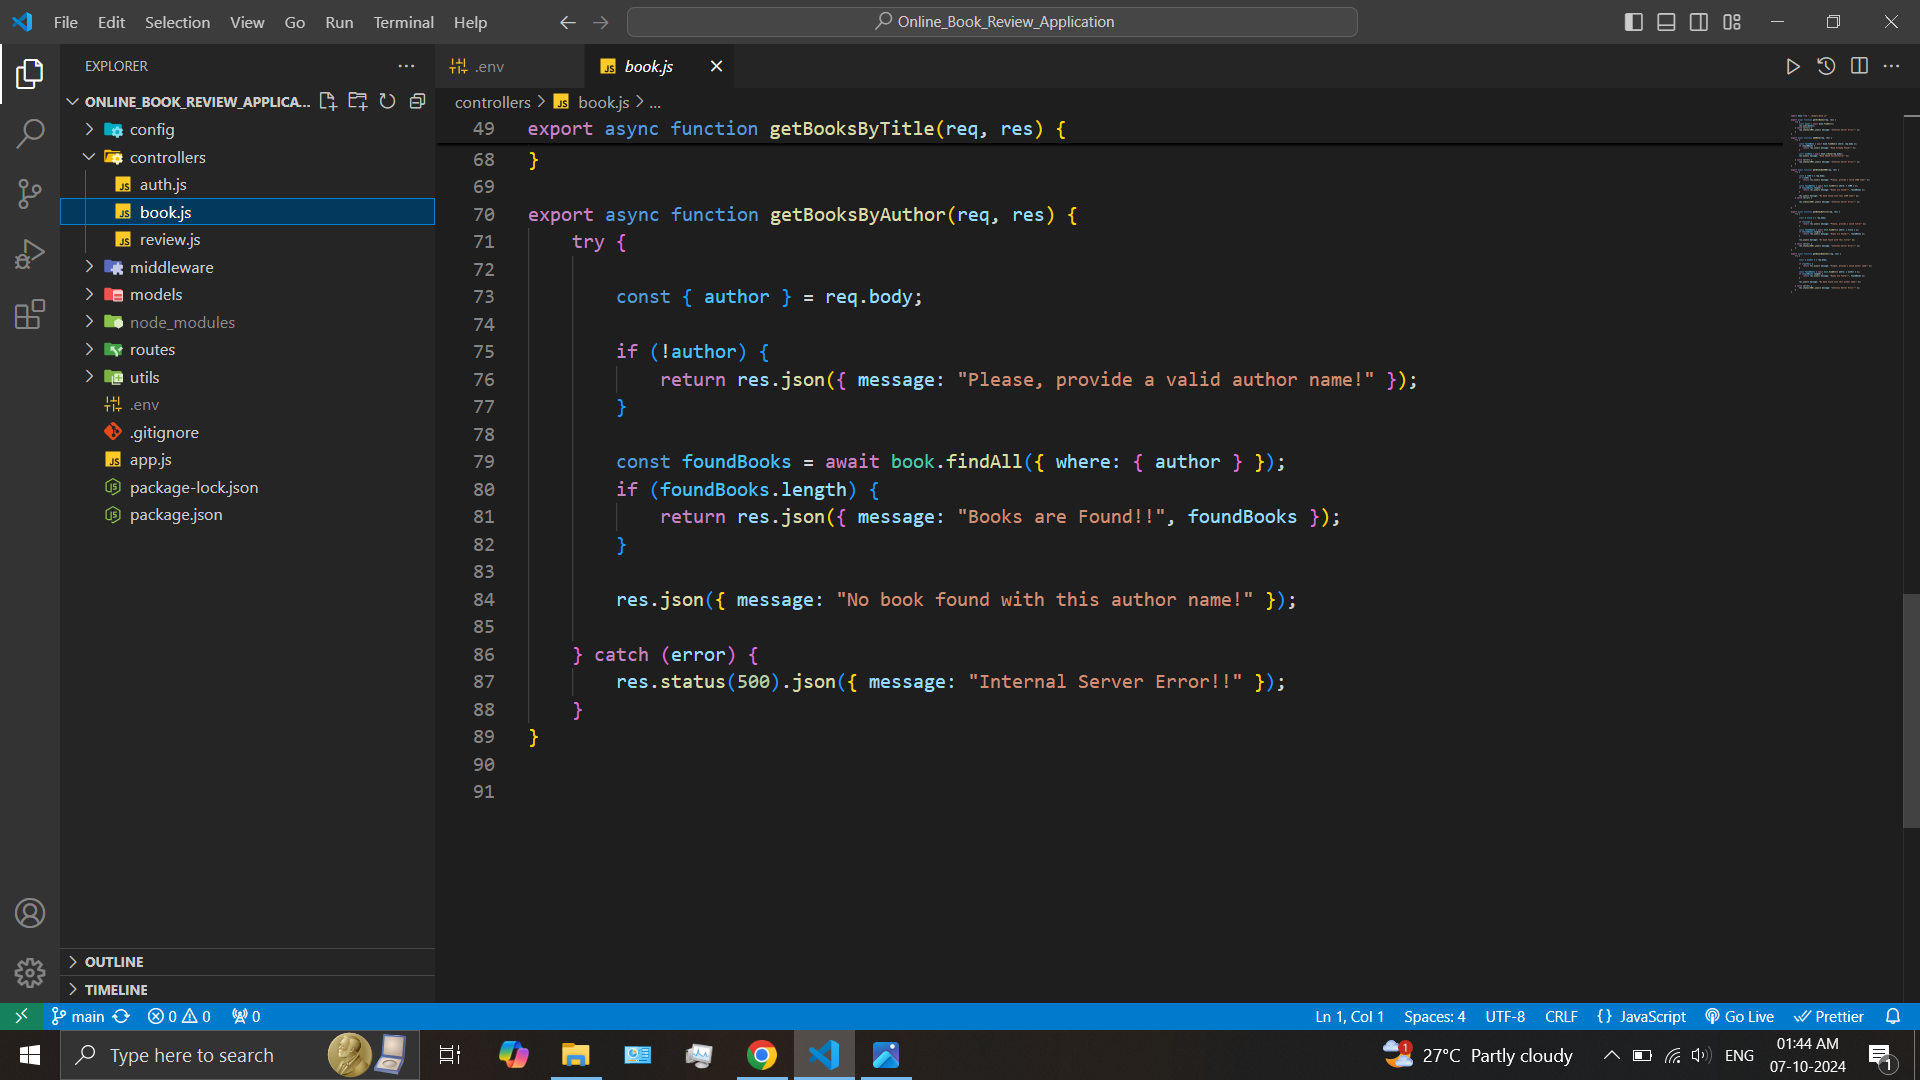 File Edit Selection View Go Run Terminal Help
Online_Book_Review_Application
EXPLORER
ONLINE_BOOK_REVIEW_APPLICA...
config
controllers
auth.js
book.js
review.js
middleware
models
node_modules
routes
utils
.env
.gitignore
app.js
package-lock.json
package.json
OUTLINE
TIMELINE
.env
book.js
controllers > book.js > ...
49 export async function getBooksByTitle(req, res) {
68 }
69
70 export async function getBooksByAuthor(req, res) {
71 try {
72
73 const { author } = req.body;
74
75 if (!author) {
76 return res.json({ message: "Please, provide a valid author name!" });
77 }
78
79 const foundBooks = await book.findAll({ where: { author } });
80 if (foundBooks.length) {
81 return res.json({ message: "Books are Found!!", foundBooks });
82 }
83
84 res.json({ message: "No book found with this author name!" });
85
86 } catch (error) {
87 res.status(500).json({ message: "Internal Server Error!!" });
88 }
89 }
90
91
main 0 0 0
Ln 1, Col 1 Spaces: 4 UTF-8 CRLF {} JavaScript Go Live Prettier
Type here to search
1 27°C Partly cloudy ENG 01:44 AM
07-10-2024 1